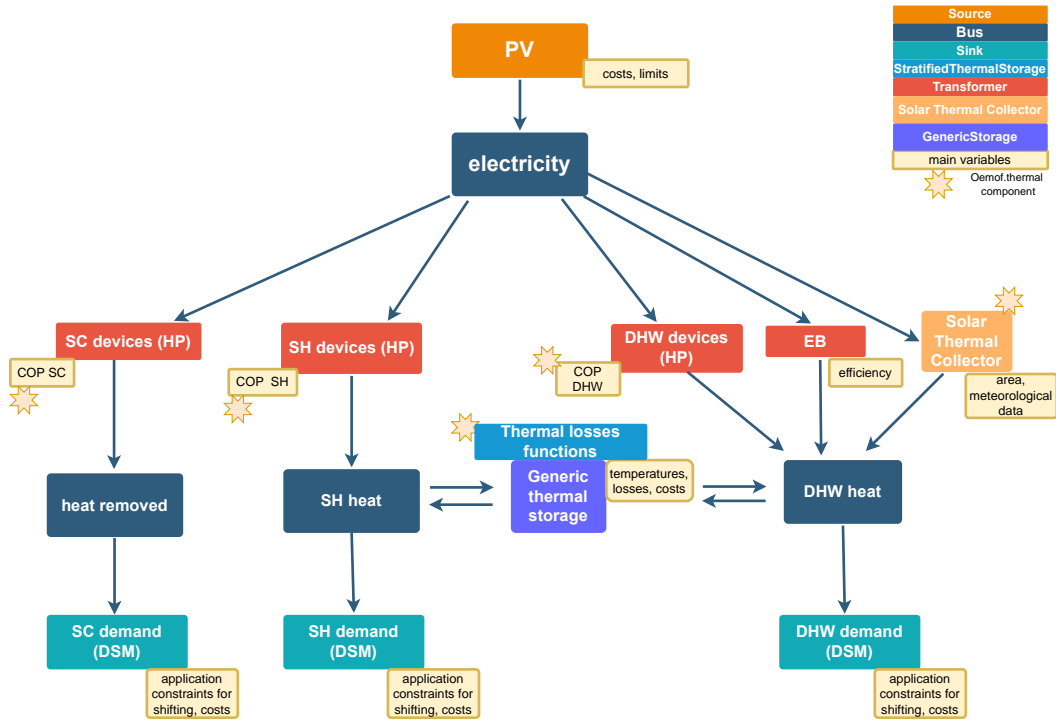 Source
Bus
Sink
StratifiedThermalStorage
Transformer
Solar Thermal Collector
GenericStorage
main variables
Oemof.thermal
component
PV
costs, limits
electricity
SC devices (HP)
COP SC
SH devices (HP)
COP SH
DHW devices
(HP)
COP
DHW
EB
efficiency
Solar
Thermal
Collector
area,
meteorological
data
Thermal losses
functions
Generic
thermal
storage
temperatures,
losses, costs
heat removed
SH heat
DHW heat
SC demand
(DSM)
application
constraints for
shifting, costs
SH demand
(DSM)
application
constraints for
shifting, costs
DHW demand
(DSM)
application
constraints for
shifting, costs